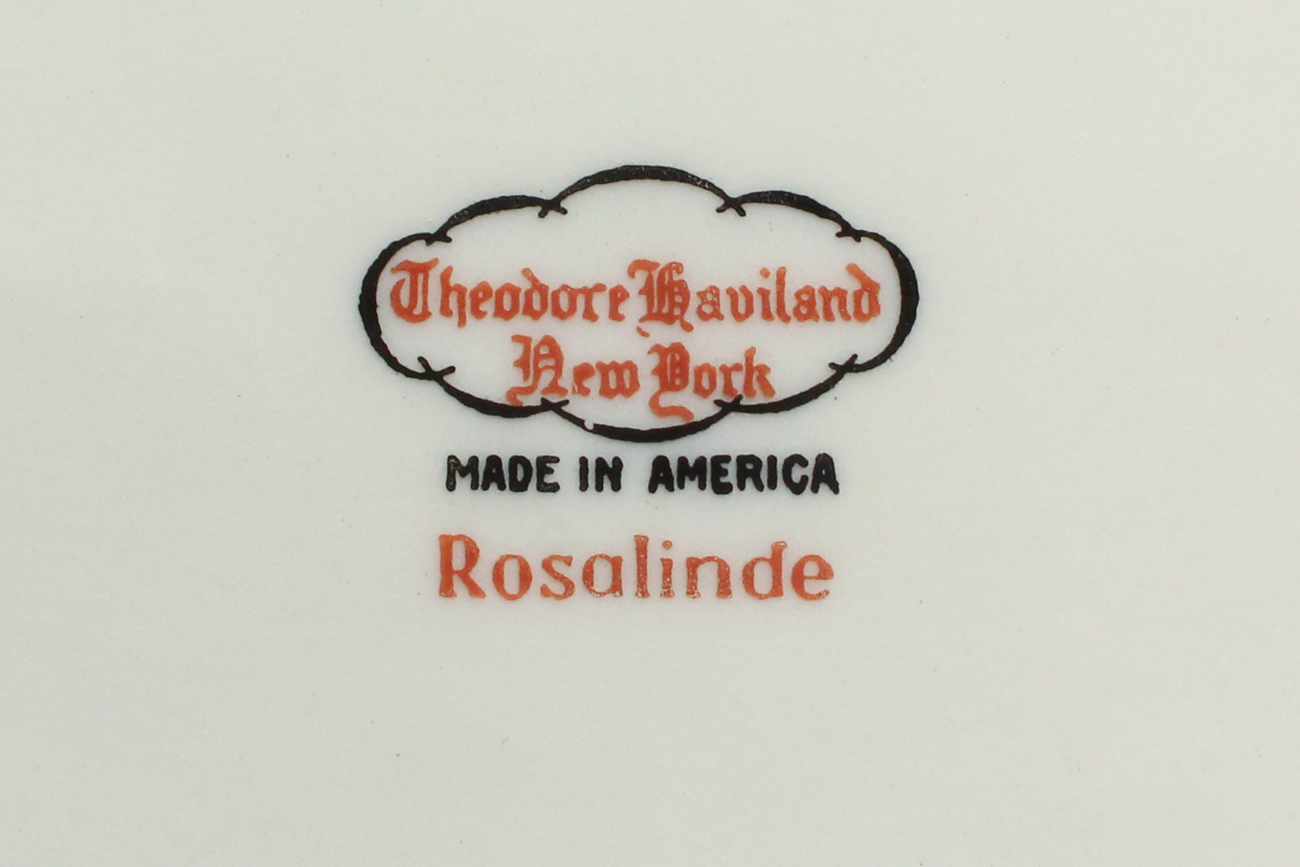 Theodore Haviland
New York
MADE IN AMERICA
Rosalinde